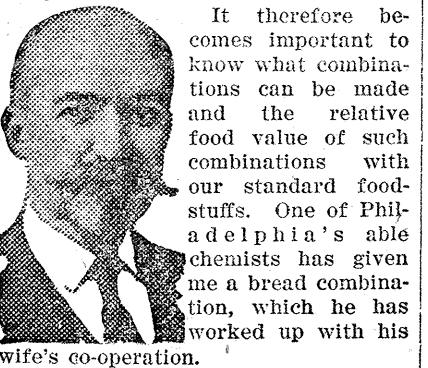 It therefore be-
comes important to
know what combina-
tions can be made
and the relative
food value of such
combinations with
our standard food-
stuffs. One of Phil-
adelphia's able
chemists has given
me a bread combina-
tion, which he has
worked up with his
wife's co-operation.